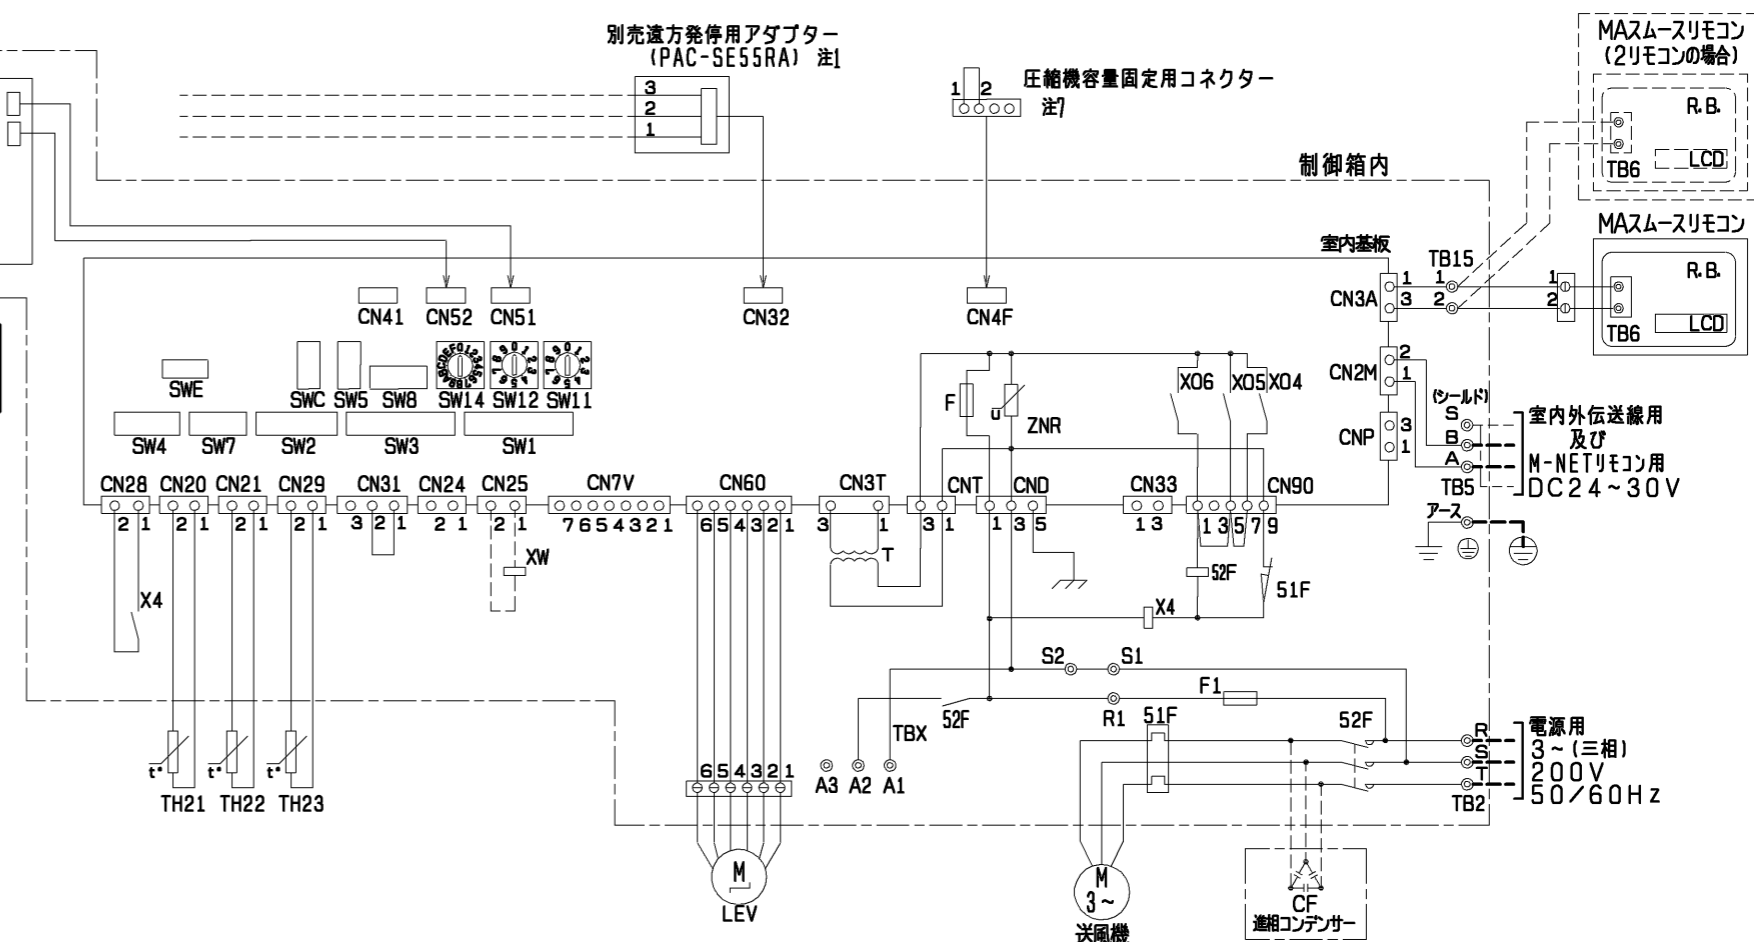 別売遠方発停用アダプター
(PAC-SE55RA) 注1
3
2
1
1 2
圧縮機容量固定用コネクター
注7
MAスムースリモコン
(2リモコンの場合)
R.B.
LCD
TB6
制御箱内
MAスムースリモコン
R.B.
LCD
TB6
室内基板
TB15
CN3A
1 1 1
3 2 2
CN41 CN52 CN51 CN32 CN4F
CN2M
2
1
CNP
3
1
SWE SWC SW5 SW8 SW14 SW12 SW11
SW4 SW7 SW2 SW3 SW1
F
u
ZNR
X06 X05 X04
(シールド)
S
B
A
TB5
室内外伝送線用
及び
M-NETリモコン用
DC24~30V
アース
CN28 CN20 CN21 CN29 CN31 CN24 CN25 CN7V CN60 CN3T CNT CND CN33 CN90
2 1 2 1 2 1 2 1 3 2 1 2 1 2 1 7 6 5 4 3 2 1 6 5 4 3 2 1 3 1 3 1 1 3 5 1 3 1 3 5 7 9
XW
T
52F
51F
X4
X4
S2 S1
F1
R1
52F
TBX
A3 A2 A1
51F
52F
R
S
T
TB2
電源用
3~(三相)
200V
50/60Hz
t°
t°
t°
TH21 TH22 TH23
6 5 4 3 2 1
M
LEV
M
3~
送風機
CF
進相コンデンサー